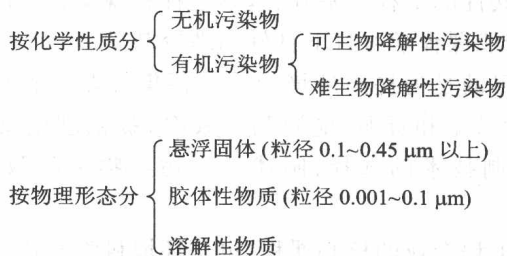 按化学性质分
无机污染物
有机污染物
可生物降解性污染物
难生物降解性污染物
按物理形态分
悬浮固体 (粒径 0.1~0.45 μm 以上)
胶体性物质 (粒径 0.001~0.1 μm)
溶解性物质